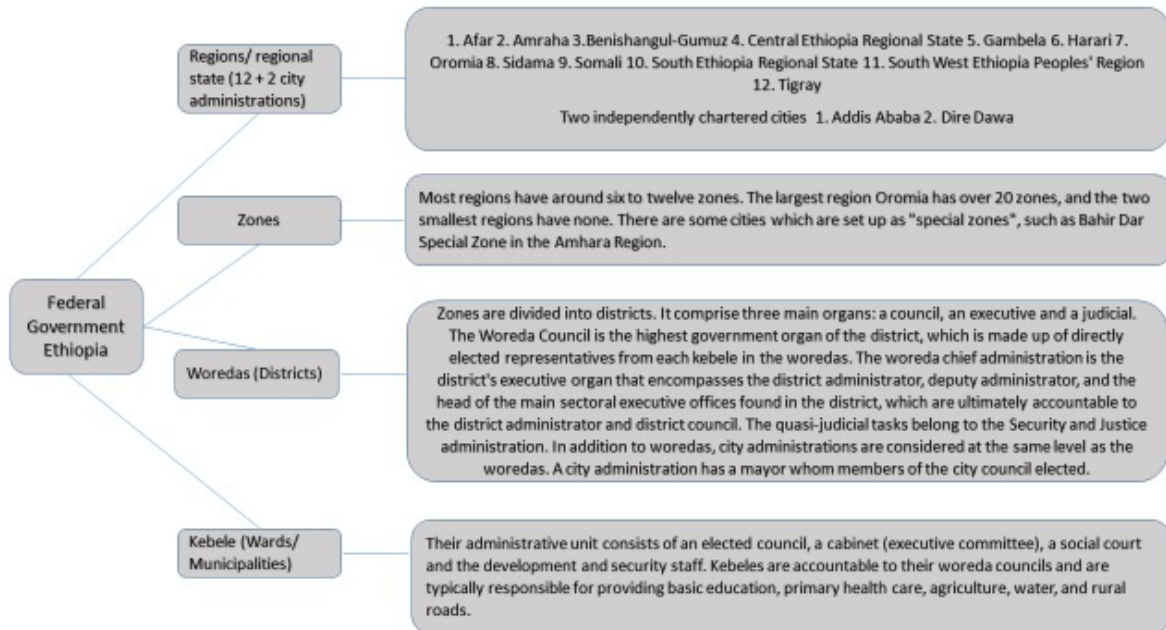 Regions/ regional
state (12 + 2 city
administrations)
1. Afar 2. Amraha 3.Benishangul-Gumuz 4. Central Ethiopia Regional State 5. Gambela 6. Harari 7.
Oromia 8. Sidama 9. Somali 10. South Ethiopia Regional State 11. South West Ethiopia Peoples' Region
12. Tigray
Two independently chartered cities 1. Addis Ababa 2. Dire Dawa
Zones
Most regions have around six to twelve zones. The largest region Oromia has over 20 zones, and the two
smallest regions have none. There are some cities which are set up as "special zones", such as Bahir Dar
Special Zone in the Amhara Region.
Federal
Government
Ethiopia
Woredas (Districts)
Zones are divided into districts. It comprise three main organs: a council, an executive and a judicial.
The Woreda Council is the highest government organ of the district, which is made up of directly
elected representatives from each kebele in the woredas. The woreda chief administration is the
district's executive organ that encompasses the district administrator, deputy administrator, and the
head of the main sectoral executive offices found in the district, which are ultimately accountable to
the district administrator and district council. The quasi-judicial tasks belong to the Security and Justice
administration. In addition to woredas, city administrations are considered at the same level as the
woredas. A city administration has a mayor whom members of the city council elected.
Kebele (Wards/
Municipalities)
Their administrative unit consists of an elected council, a cabinet (executive committee), a social court
and the development and security staff. Kebeles are accountable to their woreda councils and are
typically responsible for providing basic education, primary health care, agriculture, water, and rural
roads.